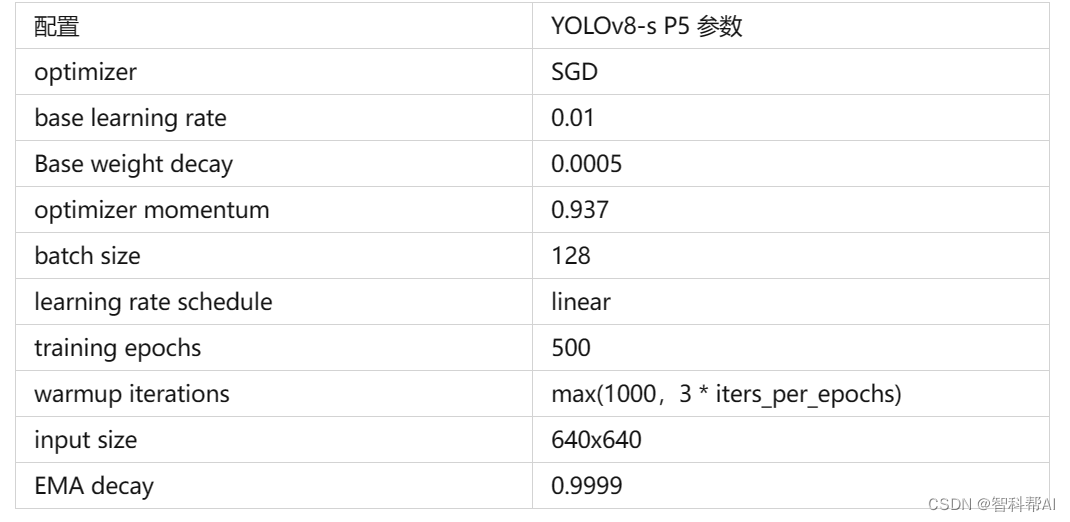 配置 YOLOv8-s P5 参数
optimizer SGD
base learning rate 0.01
Base weight decay 0.0005
optimizer momentum 0.937
batch size 128
learning rate schedule linear
training epochs 500
warmup iterations max(1000，3 * iters_per_epochs)
input size 640x640
EMA decay 0.9999
CSDN @智科帮AI